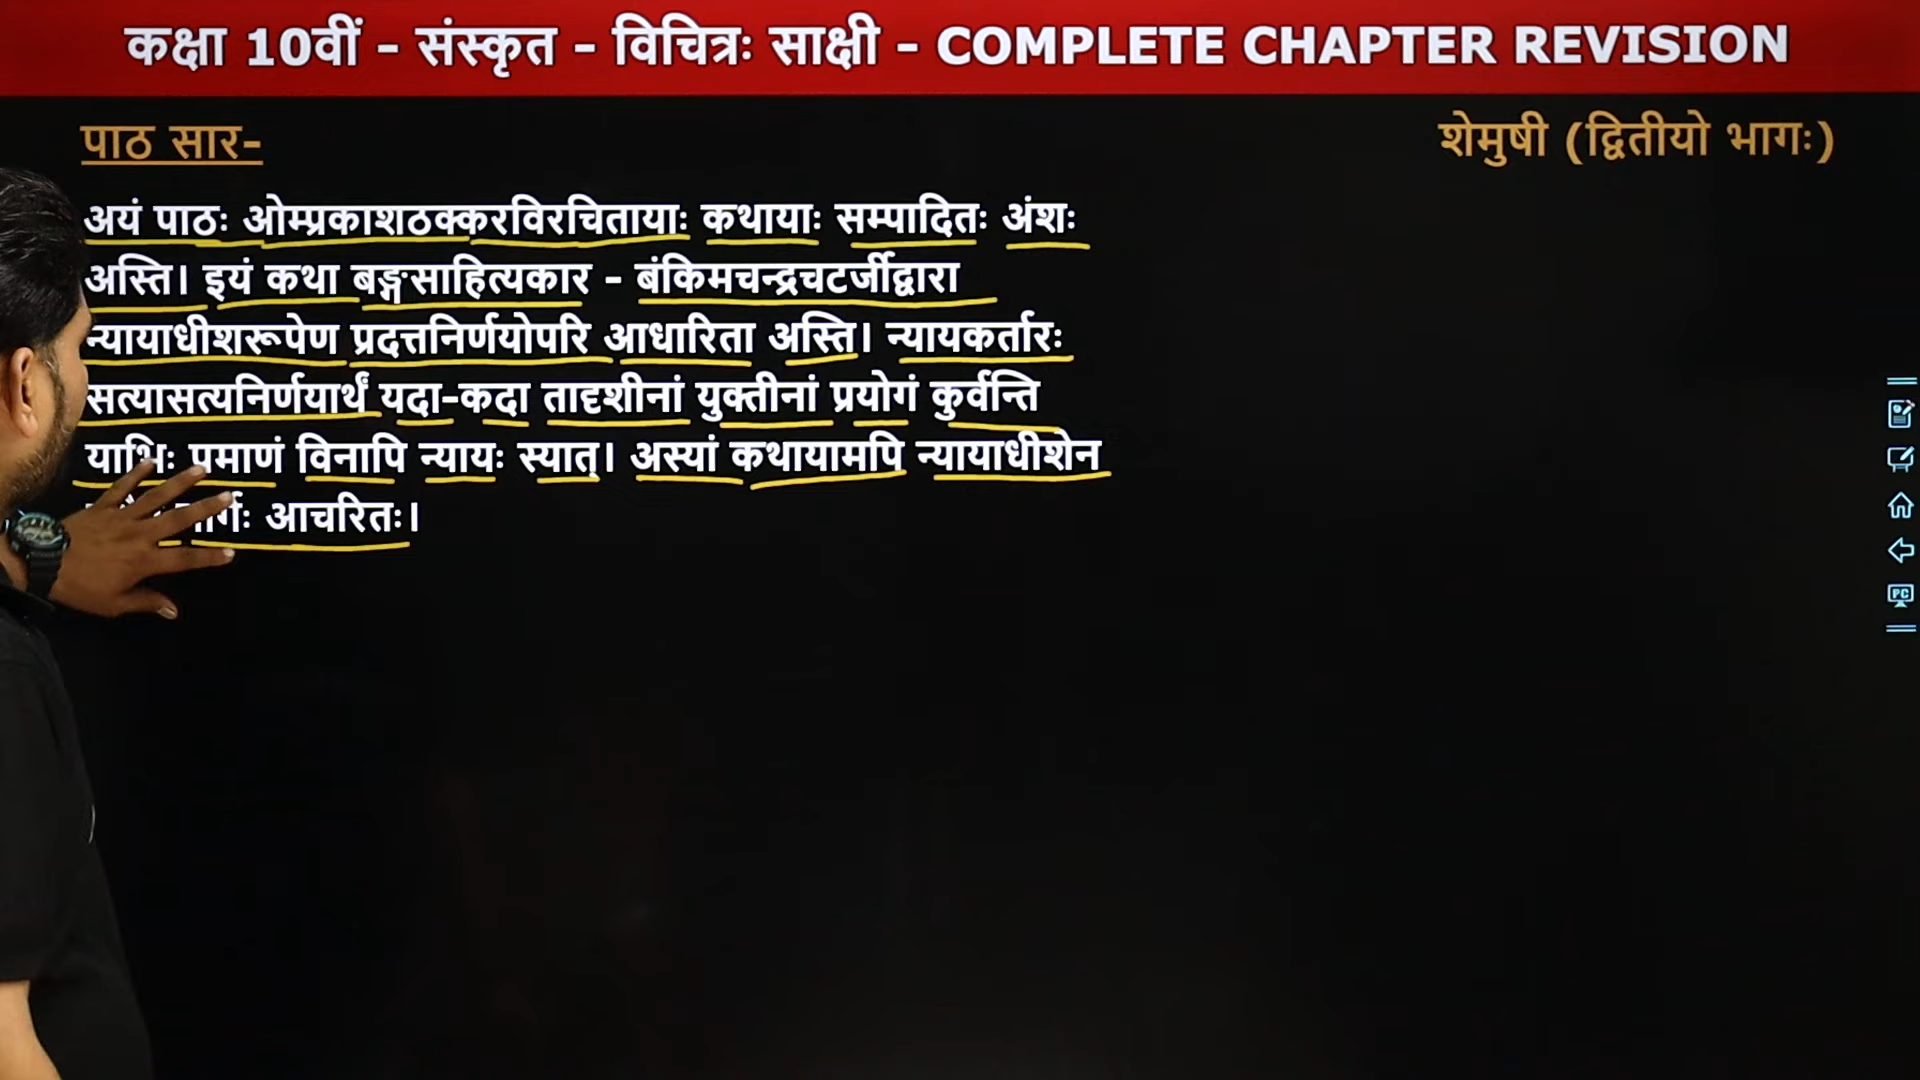 कक्षा 10वीं - संस्कृत - विचित्रः साक्षी - COMPLETE CHAPTER REVISION
पाठ सार-
शेमुषी (द्वितीयो भागः)
अयं पाठः ओम्प्रकाशठक्करविरचितायाः कथायाः सम्पादितः अंशः
अस्ति। इयं कथा बङ्गसाहित्यकार - बंकिमचन्द्रचटर्जीद्वारा
न्यायाधीशरूपेण प्रदत्तनिर्णयोपरि आधारिता अस्ति। न्यायकर्तारः
सत्यासत्यनिर्णयार्थं यदा-कदा तादृशीनां युक्तीनां प्रयोगं कुर्वन्ति
याभिः प्रमाणं विनापि न्यायः स्यात्। अस्यां कथायामपि न्यायाधीशेन
आचरितः।
PC